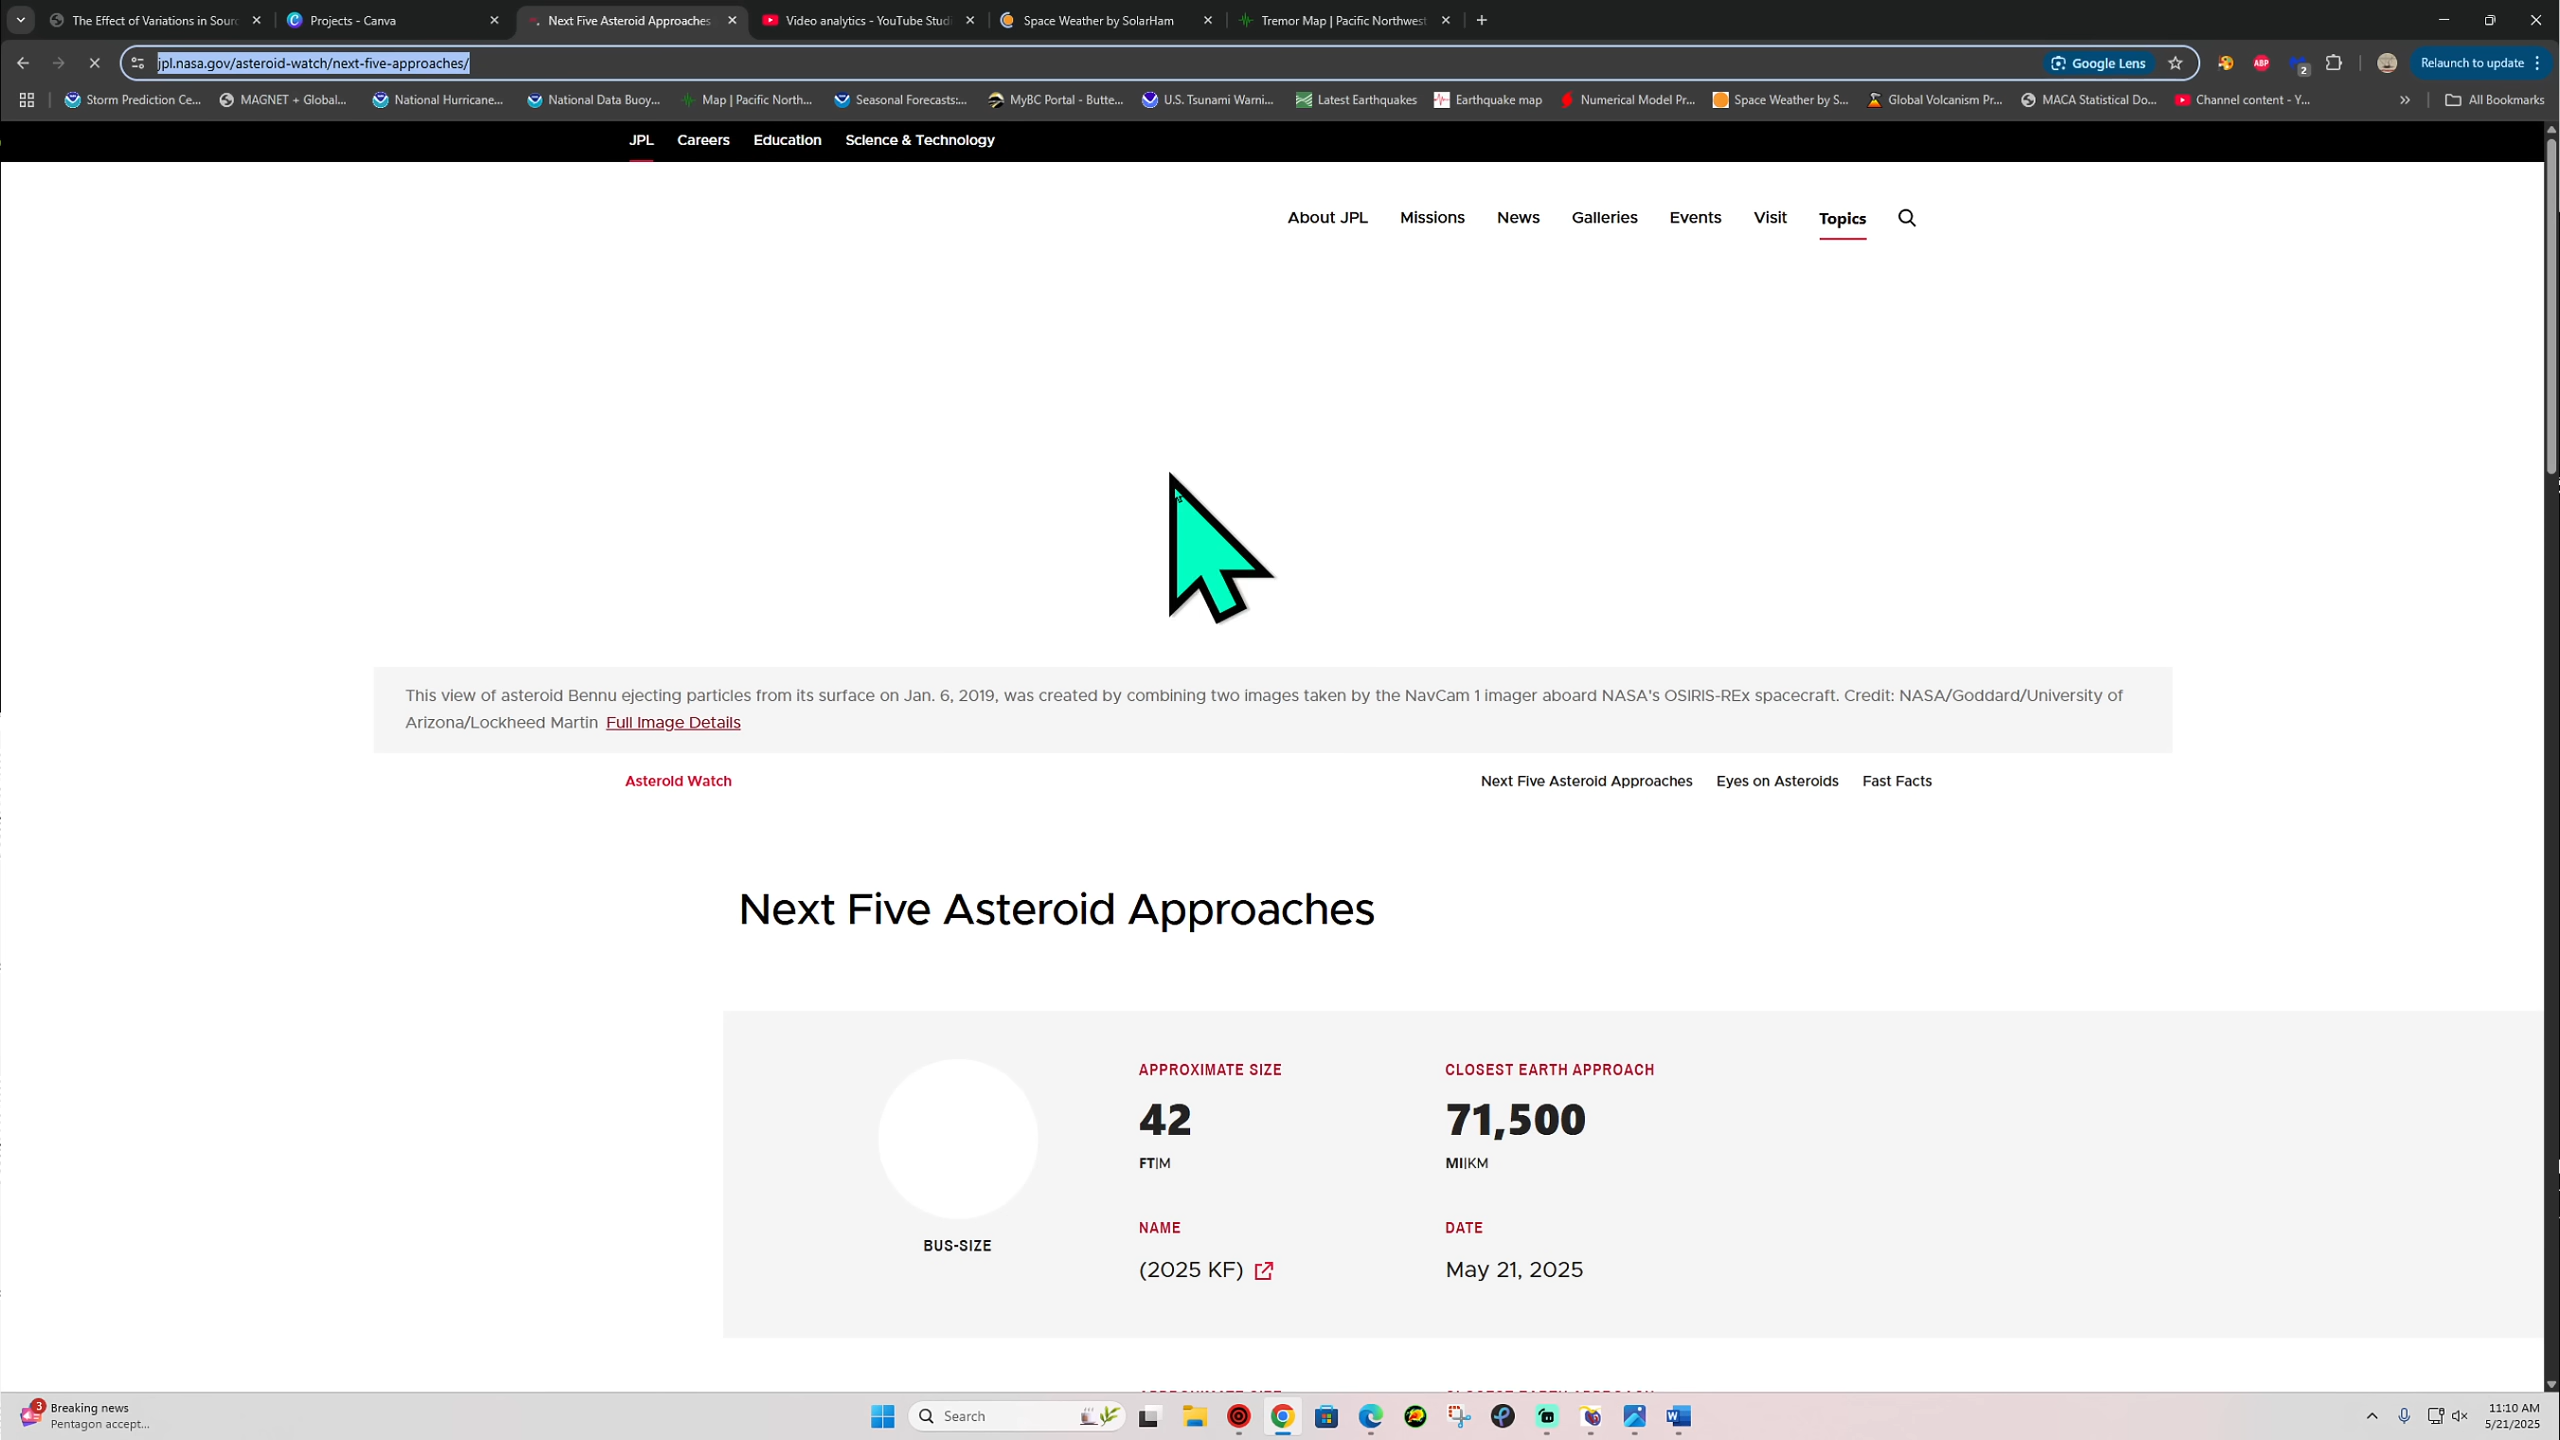 The Effect of Variations in Sourc
Projects - Canva
Next Five Asteroid Approaches
Video analytics - YouTube Studi
Space Weather by SolarHam
Tremor Map | Pacific Northwest
jpl.nasa.gov/asteroid-watch/next-five-approaches/
Google Lens
ABP
2
Relaunch to update
Storm Prediction Ce...
MAGNET + Global...
National Hurricane...
National Data Buoy...
Map | Pacific North...
Seasonal Forecasts:...
MyBC Portal - Butte...
U.S. Tsunami Warni...
Latest Earthquakes
Earthquake map
Numerical Model Pr...
Space Weather by S...
Global Volcanism Pr...
MACA Statistical Do...
Channel content - Y...
All Bookmarks
JPL Careers Education Science & Technology
About JPL Missions News Galleries Events Visit Topics
This view of asteroid Bennu ejecting particles from its surface on Jan. 6, 2019, was created by combining two images taken by the NavCam 1 imager aboard NASA's OSIRIS-REx spacecraft. Credit: NASA/Goddard/University of
Arizona/Lockheed Martin Full Image Details
Asteroid Watch
Next Five Asteroid Approaches Eyes on Asteroids Fast Facts
Next Five Asteroid Approaches
APPROXIMATE SIZE
42
FT|M
CLOSEST EARTH APPROACH
71,500
MI|KM
BUS-SIZE
NAME
(2025 KF)
DATE
May 21, 2025
3
Breaking news
Pentagon accept...
Search
11:10 AM
5/21/2025